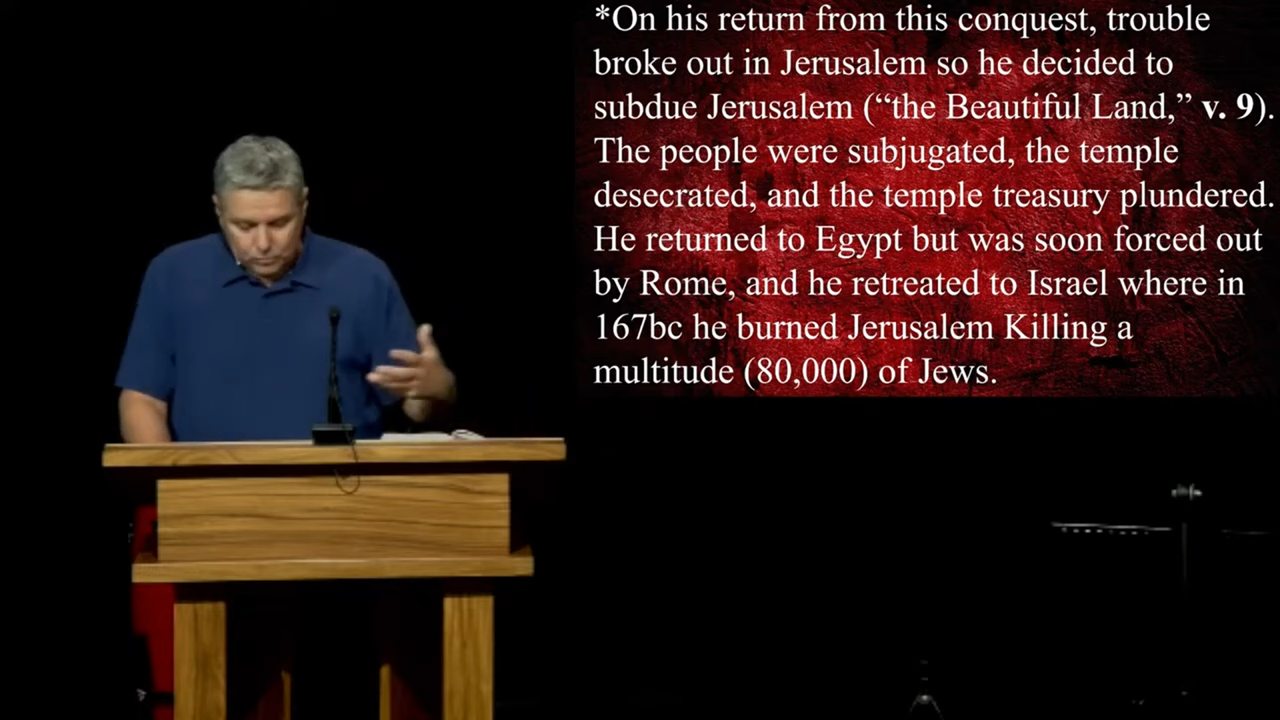 *On his return from this conquest, trouble
broke out in Jerusalem so he decided to
subdue Jerusalem (“the Beautiful Land,” v. 9).
The people were subjugated, the temple
desecrated, and the temple treasury plundered.
He returned to Egypt but was soon forced out
by Rome, and he retreated to Israel where in
167bc he burned Jerusalem Killing a
multitude (80,000) of Jews.